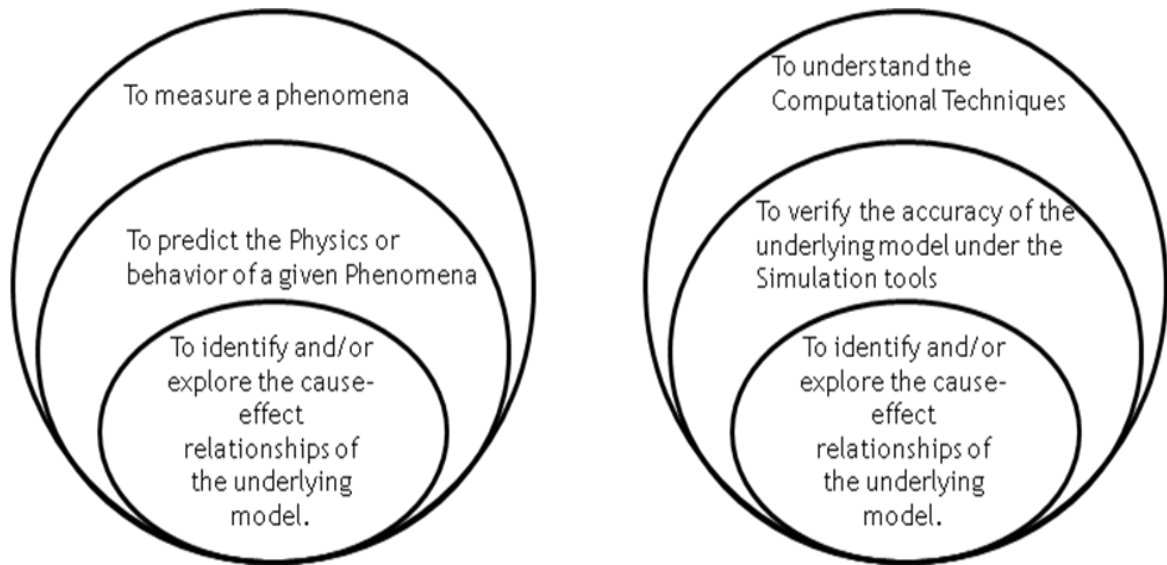 To measure a phenomena
To predict the Physics or
behavior of a given Phenomena
To identify and/or
explore the cause-
effect
relationships of
the underlying
model.
To understand the
Computational Techniques
To verify the accuracy of the
underlying model under the
Simulation tools
To identify and/or
explore the cause-
effect
relationships of
the underlying
model.